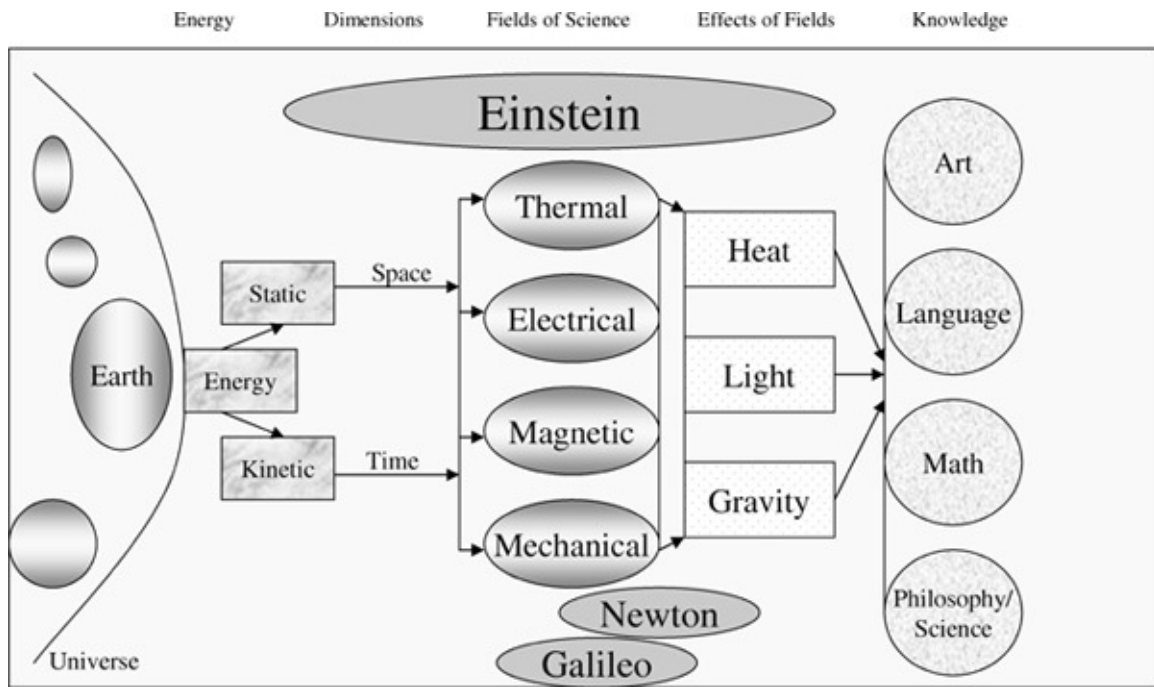 Energy Dimensions Fields of Science Effects of Fields Knowledge
Einstein
Art
Thermal
Heat
Space
Static
Language
Electrical
Earth
Energy
Light
Magnetic
Time
Kinetic
Math
Gravity
Mechanical
Philosophy/
Science
Newton
Universe
Galileo